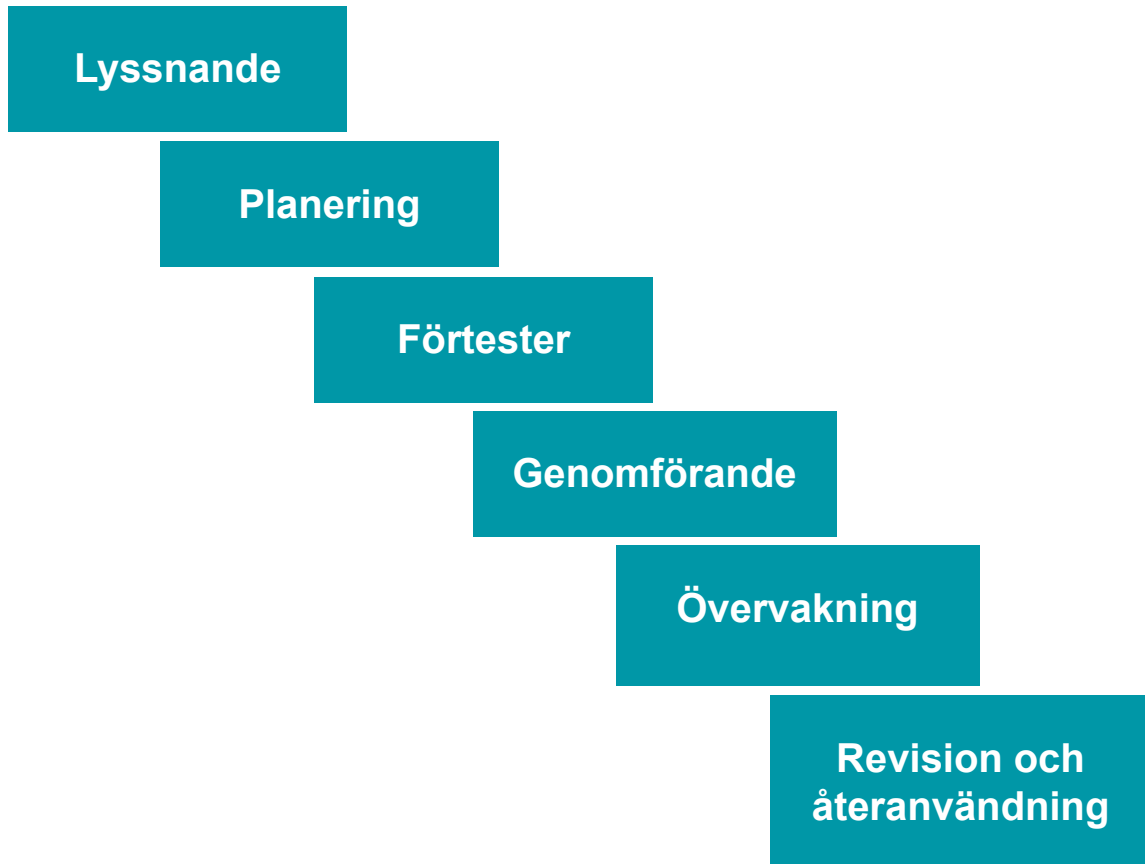 Lyssnande
Planering
Förtester
Genomförande
Övervakning
Revision och
återanvändning